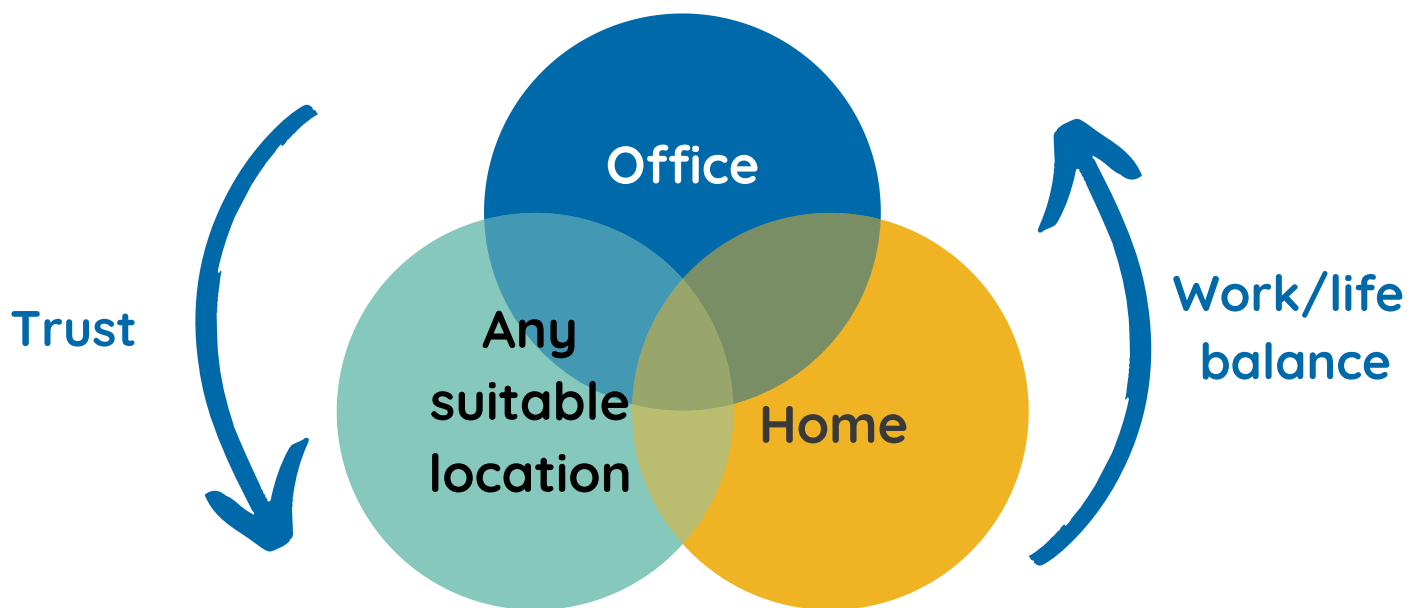 Office
Trust
Any
suitable
location
Home
Work/life
balance